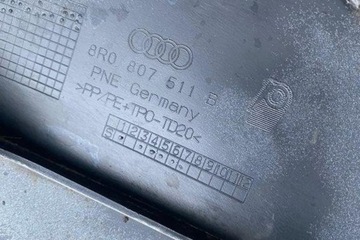 8R0 807 511 B
PNE Germany
>PP/PE+TPO-TD20<
1 2 3 4 5 6 7 8 9 10 11 12